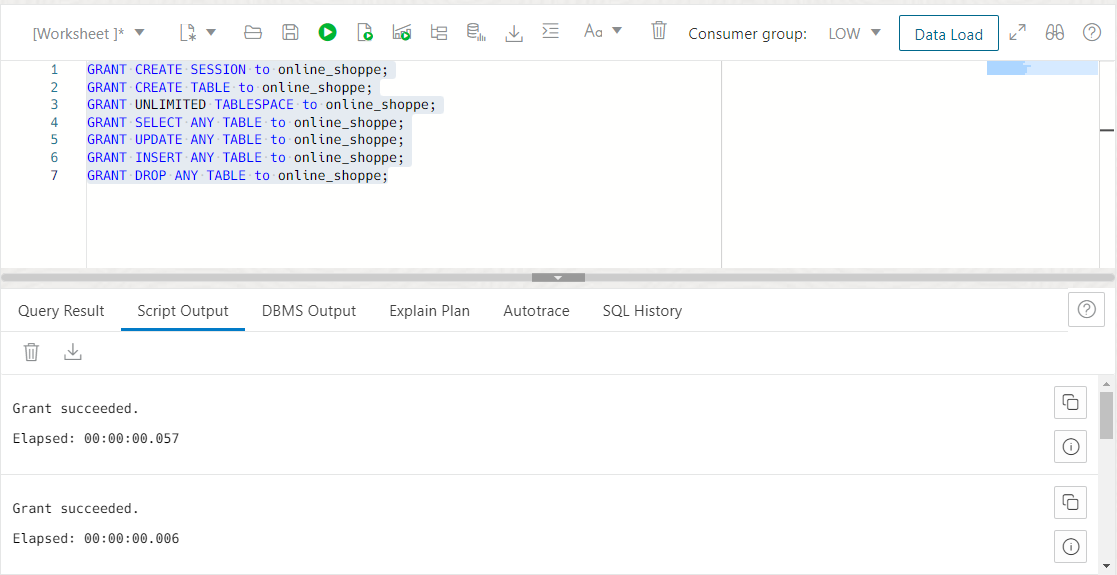 [Worksheet ]* Aa Consumer group: LOW Data Load
1 GRANT CREATE SESSION to online_shoppe;
2 GRANT CREATE TABLE to online_shoppe;
3 GRANT UNLIMITED TABLESPACE to online_shoppe;
4 GRANT SELECT ANY TABLE to online_shoppe;
5 GRANT UPDATE ANY TABLE to online_shoppe;
6 GRANT INSERT ANY TABLE to online_shoppe;
7 GRANT DROP ANY TABLE to online_shoppe;
Query Result Script Output DBMS Output Explain Plan Autotrace SQL History
Grant succeeded.
Elapsed: 00:00:00.057
Grant succeeded.
Elapsed: 00:00:00.006